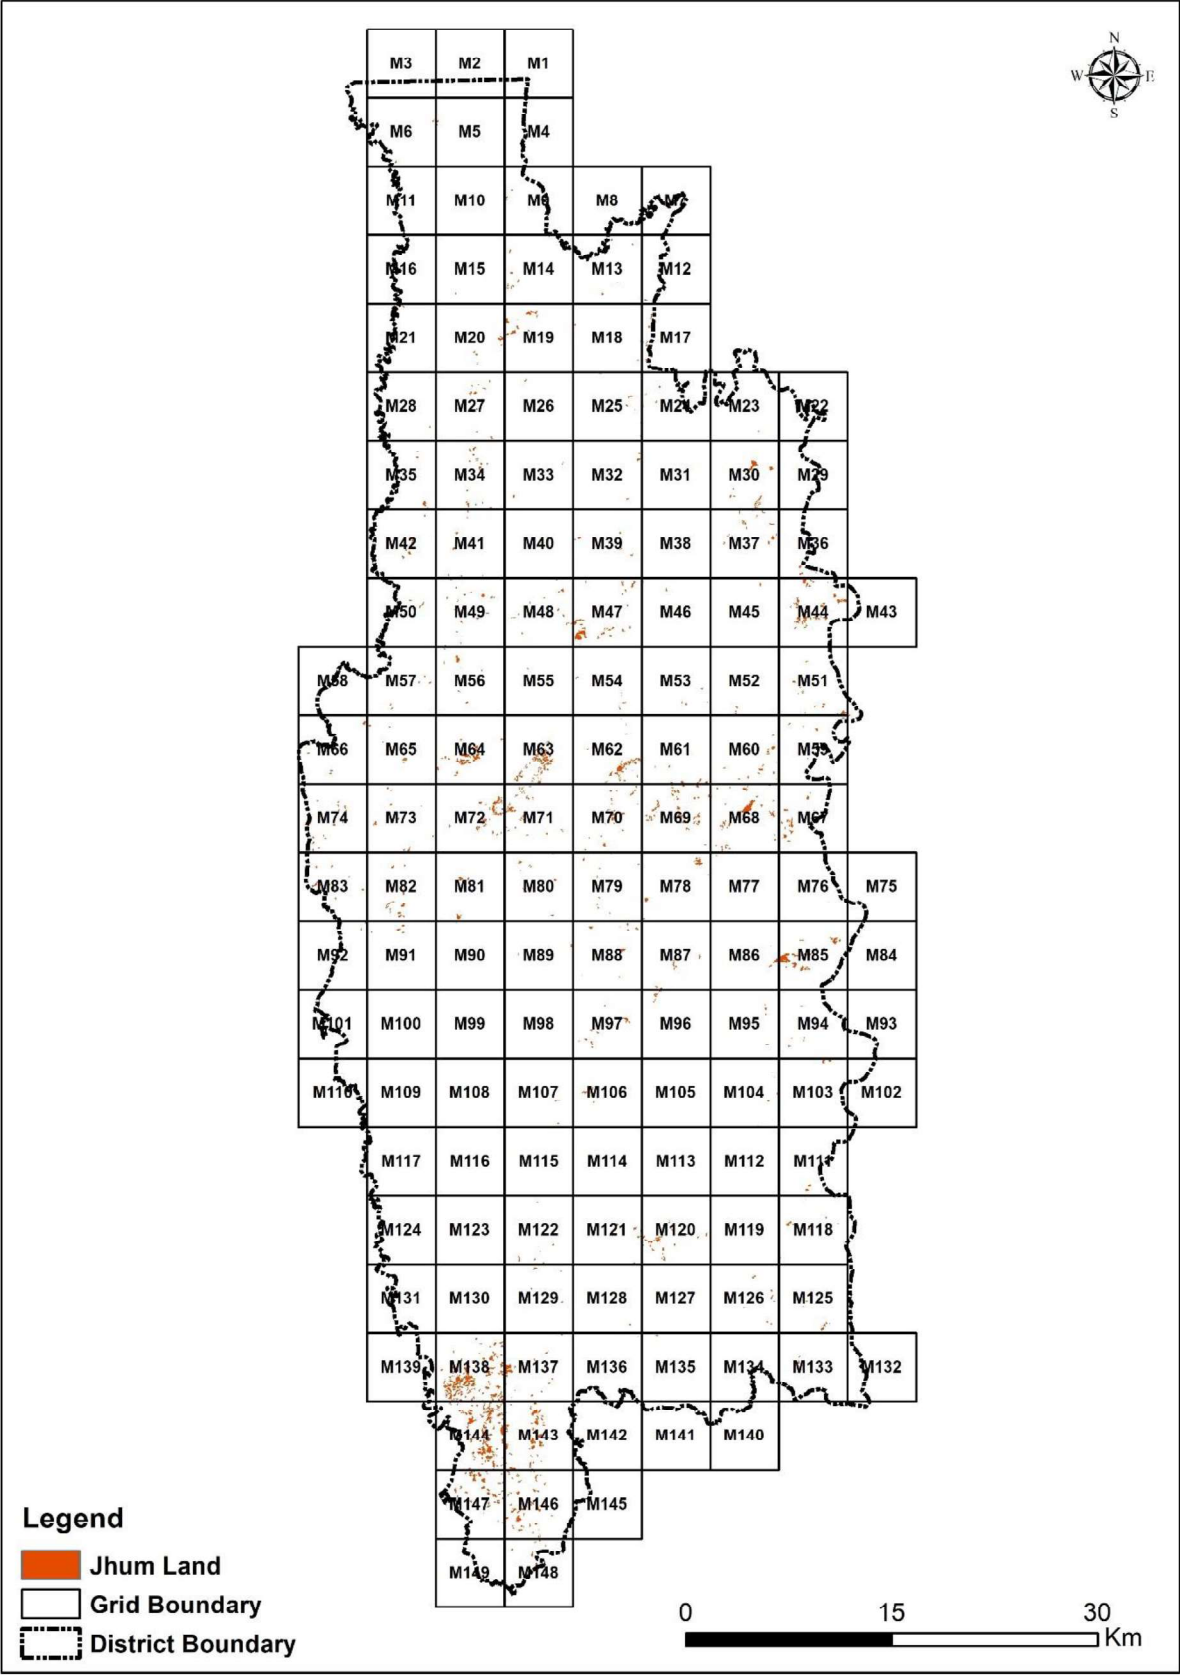 N
W E
S
M3 M2 M1
M6 M5 M4
M11 M10 M9 M8 M7
M16 M15 M14 M13 M12
M21 M20 M19 M18 M17
M28 M27 M26 M25 M24 M23 M22
M35 M34 M33 M32 M31 M30 M29
M42 M41 M40 M39 M38 M37 M36
M50 M49 M48 M47 M46 M45 M44 M43
M58 M57 M56 M55 M54 M53 M52 M51
M66 M65 M64 M63 M62 M61 M60 M59
M74 M73 M72 M71 M70 M69 M68 M67
M83 M82 M81 M80 M79 M78 M77 M76 M75
M92 M91 M90 M89 M88 M87 M86 M85 M84
M101 M100 M99 M98 M97 M96 M95 M94 M93
M110 M109 M108 M107 M106 M105 M104 M103 M102
M117 M116 M115 M114 M113 M112 M111
M124 M123 M122 M121 M120 M119 M118
M131 M130 M129 M128 M127 M126 M125
M139 M138 M137 M136 M135 M134 M133 M132
M144 M143 M142 M141 M140
M147 M146 M145
M149 M148
Legend
Jhum Land
Grid Boundary
District Boundary
0 15 30
Km